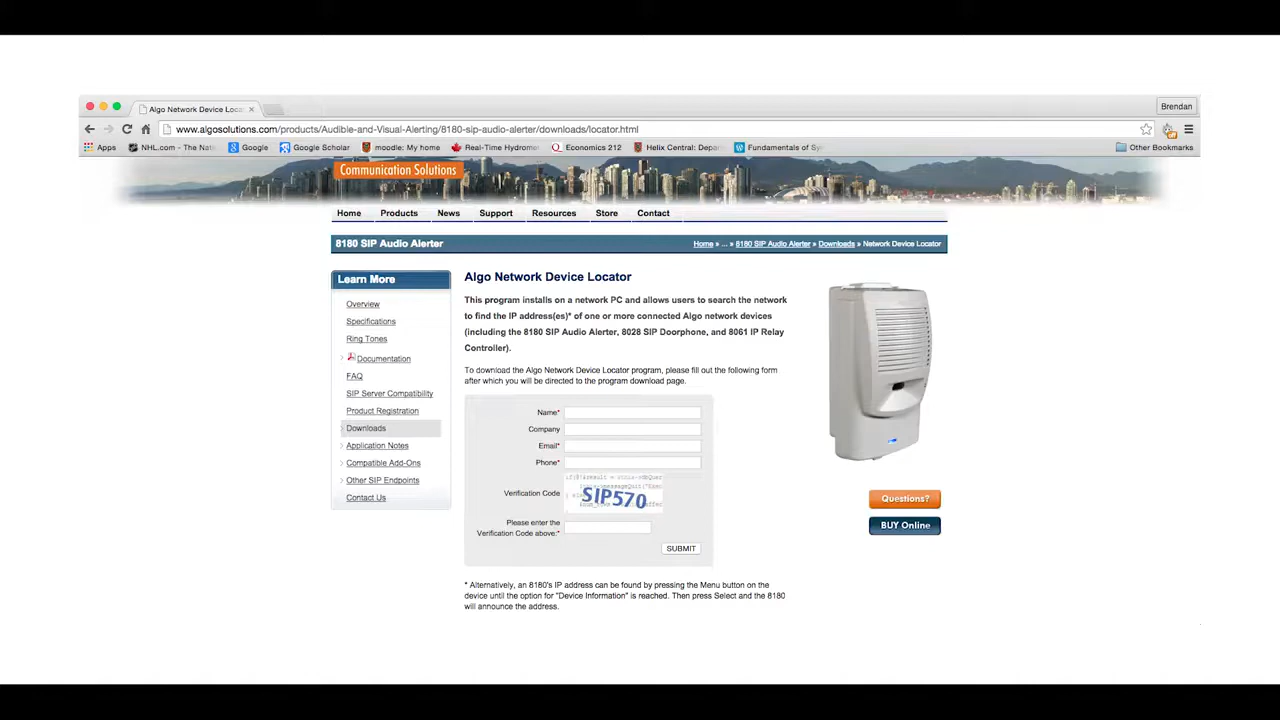 Algo Network Device Loca
Brendan
www.algosolutions.com/products/Audible-and-Visual-Alerting/8180-sip-audio-alerter/downloads/locator.html
Apps NHL.com - The Nati Google Google Scholar moodle: My home Real-Time Hydrome Economics 212 Helix Central: Depo Fundamentals of Sy Other Bookmarks
Communication Solutions
Home Products News Support Resources Store Contact
8180 SIP Audio Alerter
Home » ... » 8180 SIP Audio Alerter » Downloads » Network Device Locator
Learn More
Overview
Specifications
Ring Tones
Documentation
FAQ
SIP Server Compatibility
Product Registration
Downloads
Application Notes
Compatible Add-Ons
Other SIP Endpoints
Contact Us
Algo Network Device Locator
This program installs on a network PC and allows users to search the network
to find the IP address(es)* of one or more connected Algo network devices
(including the 8180 SIP Audio Alerter, 8028 SIP Doorphone, and 8061 IP Relay
Controller).
To download the Algo Network Device Locator program, please fill out the following form
after which you will be directed to the program download page.
Name*
Company
Email*
Phone*
Verification Code
SIP570
Please enter the
Verification Code above:*
SUBMIT
* Alternatively, an 8180's IP address can be found by pressing the Menu button on the
device until the option for "Device Information" is reached. Then press Select and the 8180
will announce the address.
Questions?
BUY Online